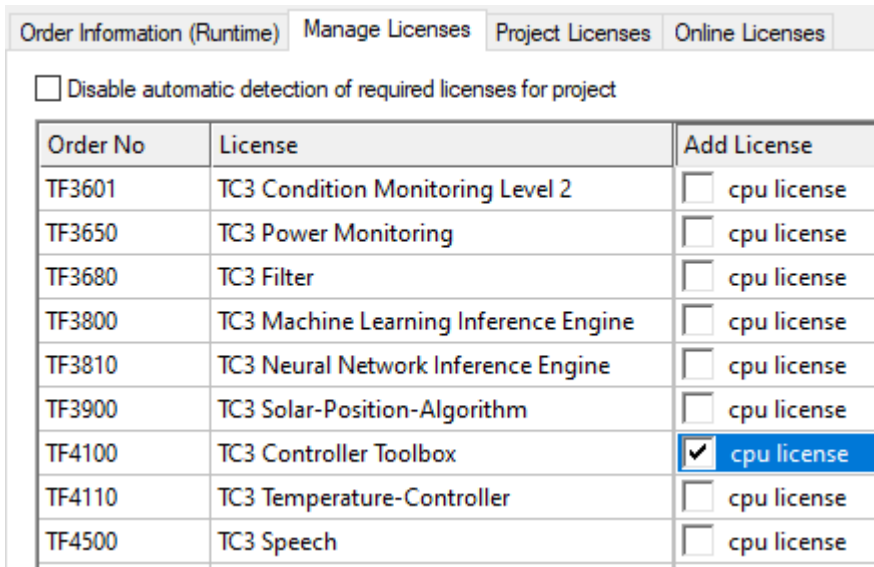 Order Information (Runtime) Manage Licenses Project Licenses Online Licenses
Disable automatic detection of required licenses for project
Order No License Add License
TF3601 TC3 Condition Monitoring Level 2 cpu license
TF3650 TC3 Power Monitoring cpu license
TF3680 TC3 Filter cpu license
TF3800 TC3 Machine Learning Inference Engine cpu license
TF3810 TC3 Neural Network Inference Engine cpu license
TF3900 TC3 Solar-Position-Algorithm cpu license
TF4100 TC3 Controller Toolbox cpu license
TF4110 TC3 Temperature-Controller cpu license
TF4500 TC3 Speech cpu license